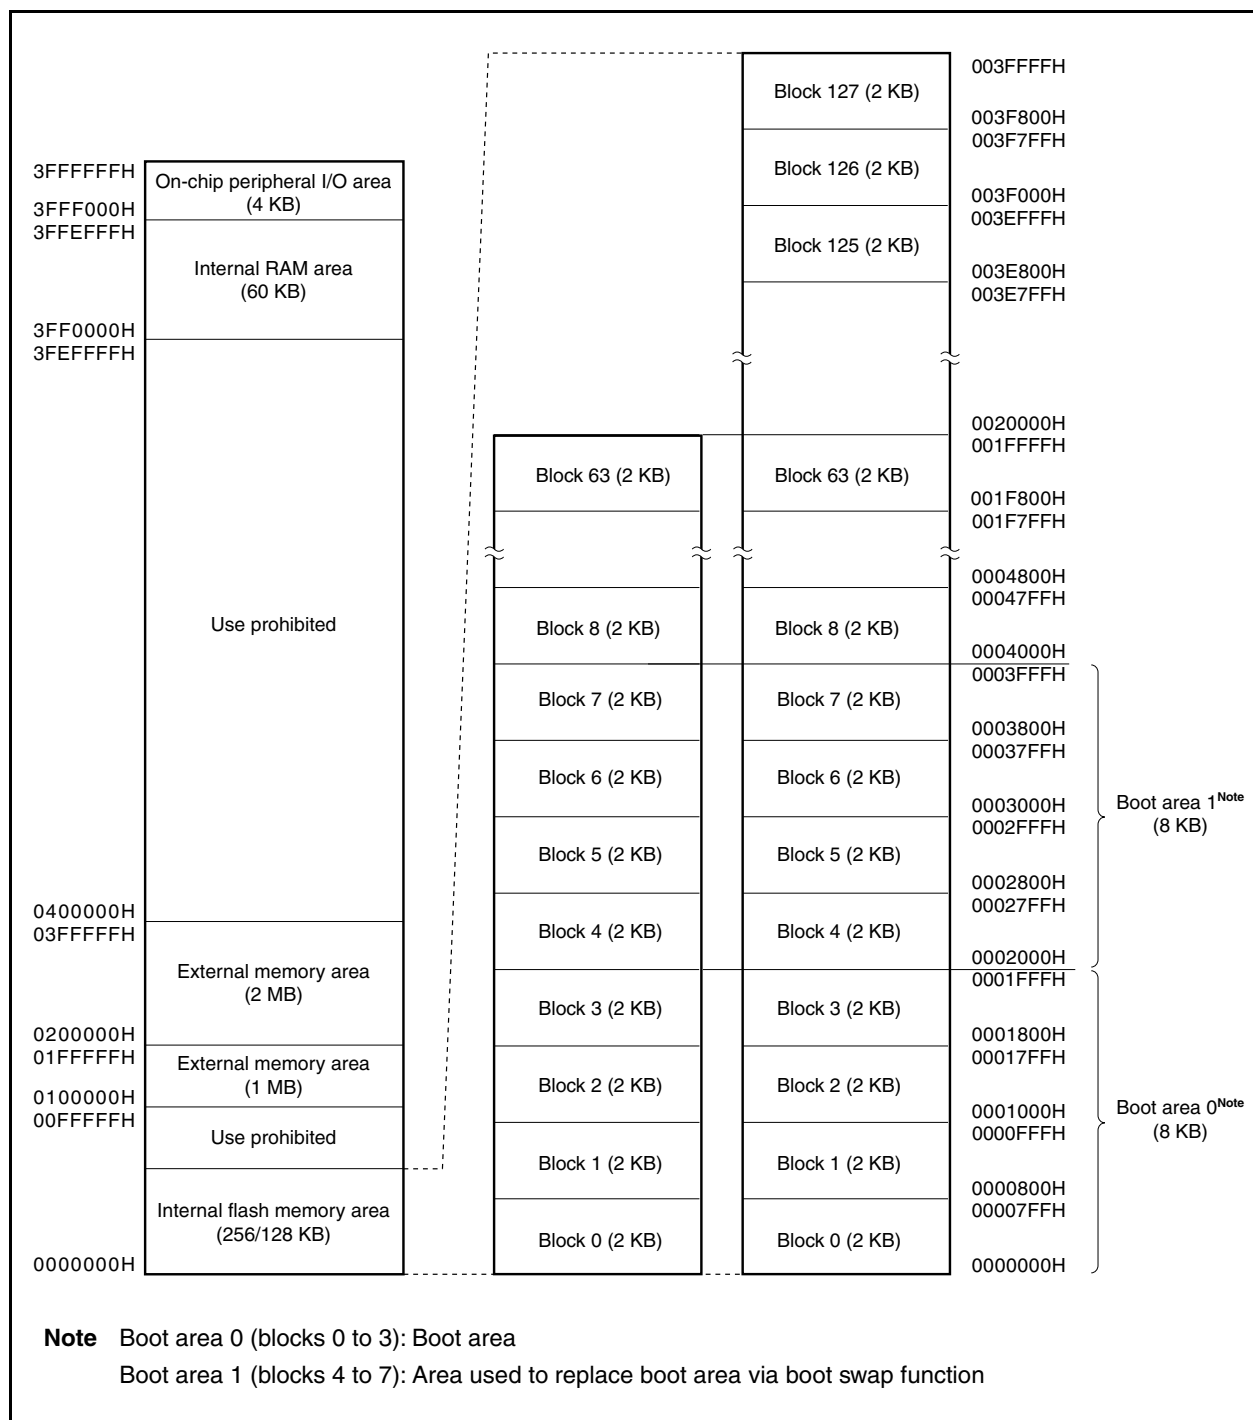 3FFFFFFH
On-chip peripheral I/O area
(4 KB)
3FFF000H
3FFEFFFH
Internal RAM area
(60 KB)
3FF0000H
3FEFFFFH
Use prohibited
0400000H
03FFFFFH
External memory area
(2 MB)
0200000H
01FFFFFH
External memory area
(1 MB)
0100000H
00FFFFFH
Use prohibited
Internal flash memory area
(256/128 KB)
0000000H
Block 63 (2 KB)
Block 8 (2 KB)
Block 7 (2 KB)
Block 6 (2 KB)
Block 5 (2 KB)
Block 4 (2 KB)
Block 3 (2 KB)
Block 2 (2 KB)
Block 1 (2 KB)
Block 0 (2 KB)
Block 127 (2 KB)
Block 126 (2 KB)
Block 125 (2 KB)
Block 63 (2 KB)
Block 8 (2 KB)
Block 7 (2 KB)
Block 6 (2 KB)
Block 5 (2 KB)
Block 4 (2 KB)
Block 3 (2 KB)
Block 2 (2 KB)
Block 1 (2 KB)
Block 0 (2 KB)
003FFFFH
003F800H
003F7FFH
003F000H
003EFFFH
003E800H
003E7FFH
0020000H
001FFFFH
001F800H
001F7FFH
0004800H
00047FFH
0004000H
0003FFFH
0003800H
00037FFH
0003000H
0002FFFH
0002800H
00027FFH
0002000H
0001FFFH
0001800H
00017FFH
0001000H
0000FFFH
0000800H
00007FFH
0000000H
Boot area 1Note
(8 KB)
Boot area 0Note
(8 KB)
Note Boot area 0 (blocks 0 to 3): Boot area
Boot area 1 (blocks 4 to 7): Area used to replace boot area via boot swap function